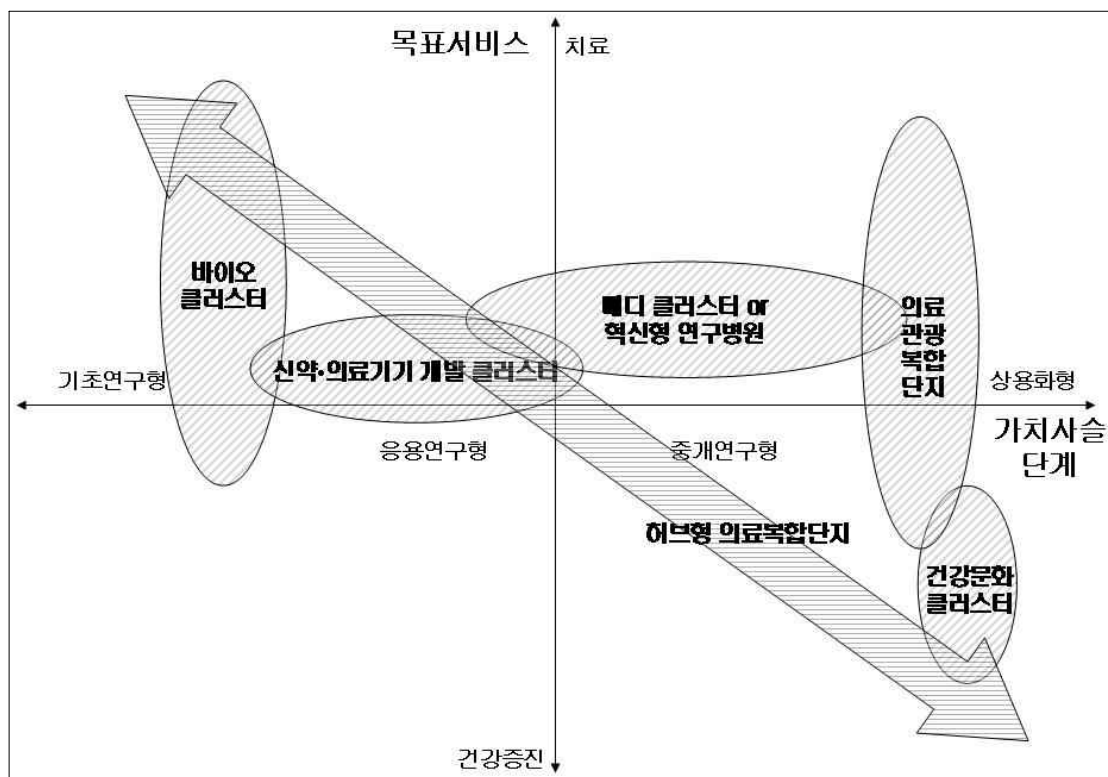 목표서비스
치료
바이오
클러스터
메디 클러스터 or
혁신형 연구병원
의료
관광
복합
단지
신약·의료기기 개발 클러스터
기초연구형
상용화형
가치사슬
단계
응용연구형
중개연구형
허브형 의료복합단지
건강문화
클러스터
건강증진